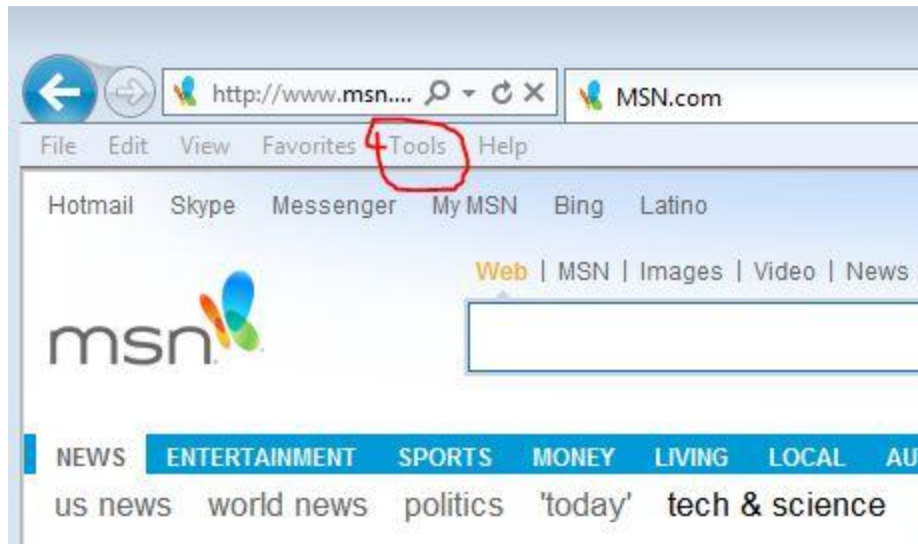 http://www.msn.... MSN.com
File Edit View Favorites Tools Help
Hotmail Skype Messenger My MSN Bing Latino
Web | MSN | Images | Video | News
msn
NEWS ENTERTAINMENT SPORTS MONEY LIVING LOCAL AU
us news world news politics 'today' tech & science